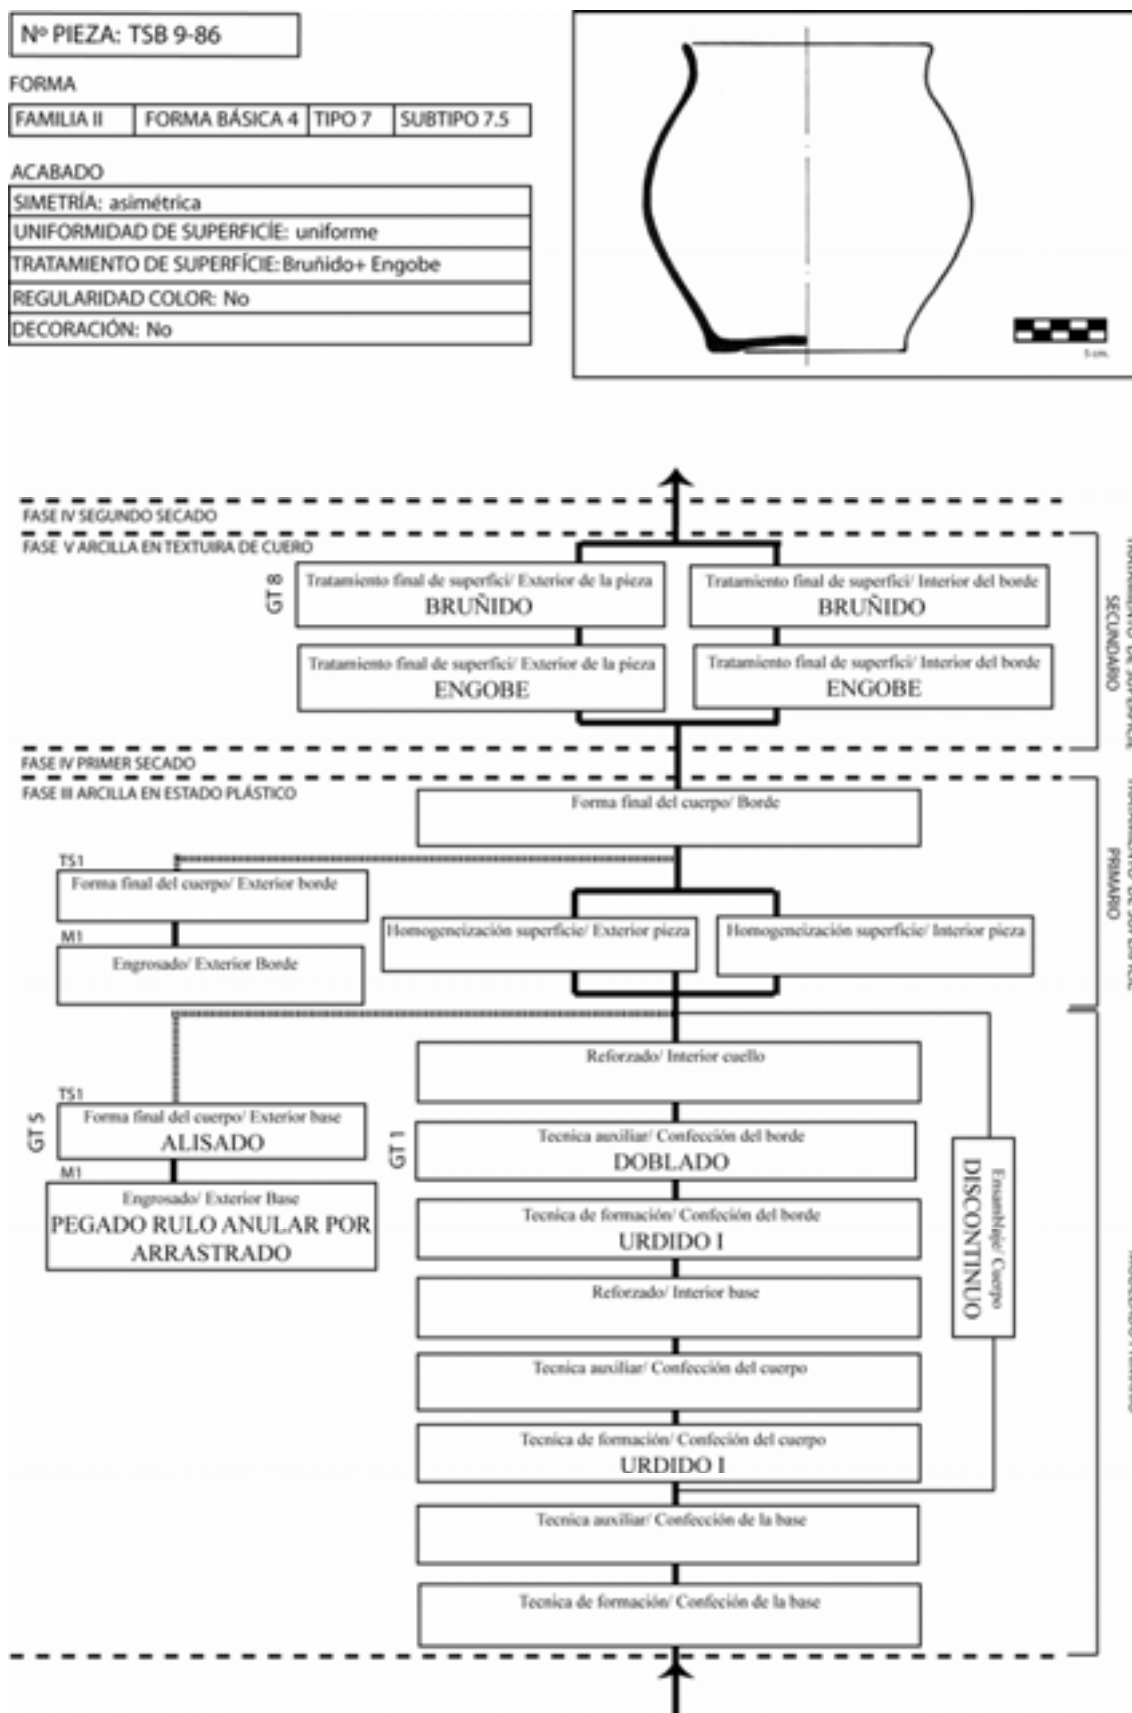 Nº PIEZA: TSB 9-86
FORMA
FAMILIA II FORMA BÁSICA 4 TIPO 7 SUBTIPO 7.5
ACABADO
SIMETRÍA: asimétrica
UNIFORMIDAD DE SUPERFICÍE: uniforme
TRATAMIENTO DE SUPERFÍCIE: Bruñido+ Engobe
REGULARIDAD COLOR: No
DECORACIÓN: No
5 cm.
FASE IV SEGUNDO SECADO
FASE V ARCILLA EN TEXTUIRA DE CUERO
GT 8
Tratamiento final de superfici/ Exterior de la pieza
BRUÑIDO
Tratamiento final de superfici/ Interior del borde
BRUÑIDO
Tratamiento final de superfici/ Exterior de la pieza
ENGOBE
Tratamiento final de superfici/ Interior del borde
ENGOBE
SECUNDARIO
FASE IV PRIMER SECADO
FASE III ARCILLA EN ESTADO PLÁSTICO
Forma final del cuerpo/ Borde
TS1
Forma final del cuerpo/ Exterior borde
M1
Engrosado/ Exterior Borde
Homogeneización superficie/ Exterior pieza
Homogeneización superficie/ Interior pieza
PRIMARIO
Reforzado/ Interior cuello
GT 5
TS1
Forma final del cuerpo/ Exterior base
ALISADO
M1
Engrosado/ Exterior Base
PEGADO RULO ANULAR POR
ARRASTRADO
GT 1
Tecnica auxiliar/ Confección del borde
DOBLADO
Tecnica de formación/ Confeción del borde
URDIDO I
Reforzado/ Interior base
Tecnica auxiliar/ Confección del cuerpo
Tecnica de formación/ Confeción del cuerpo
URDIDO I
Ensamblaje/ Cuerpo
DISCONTINUO
Tecnica auxiliar/ Confección de la base
Tecnica de formación/ Confeción de la base